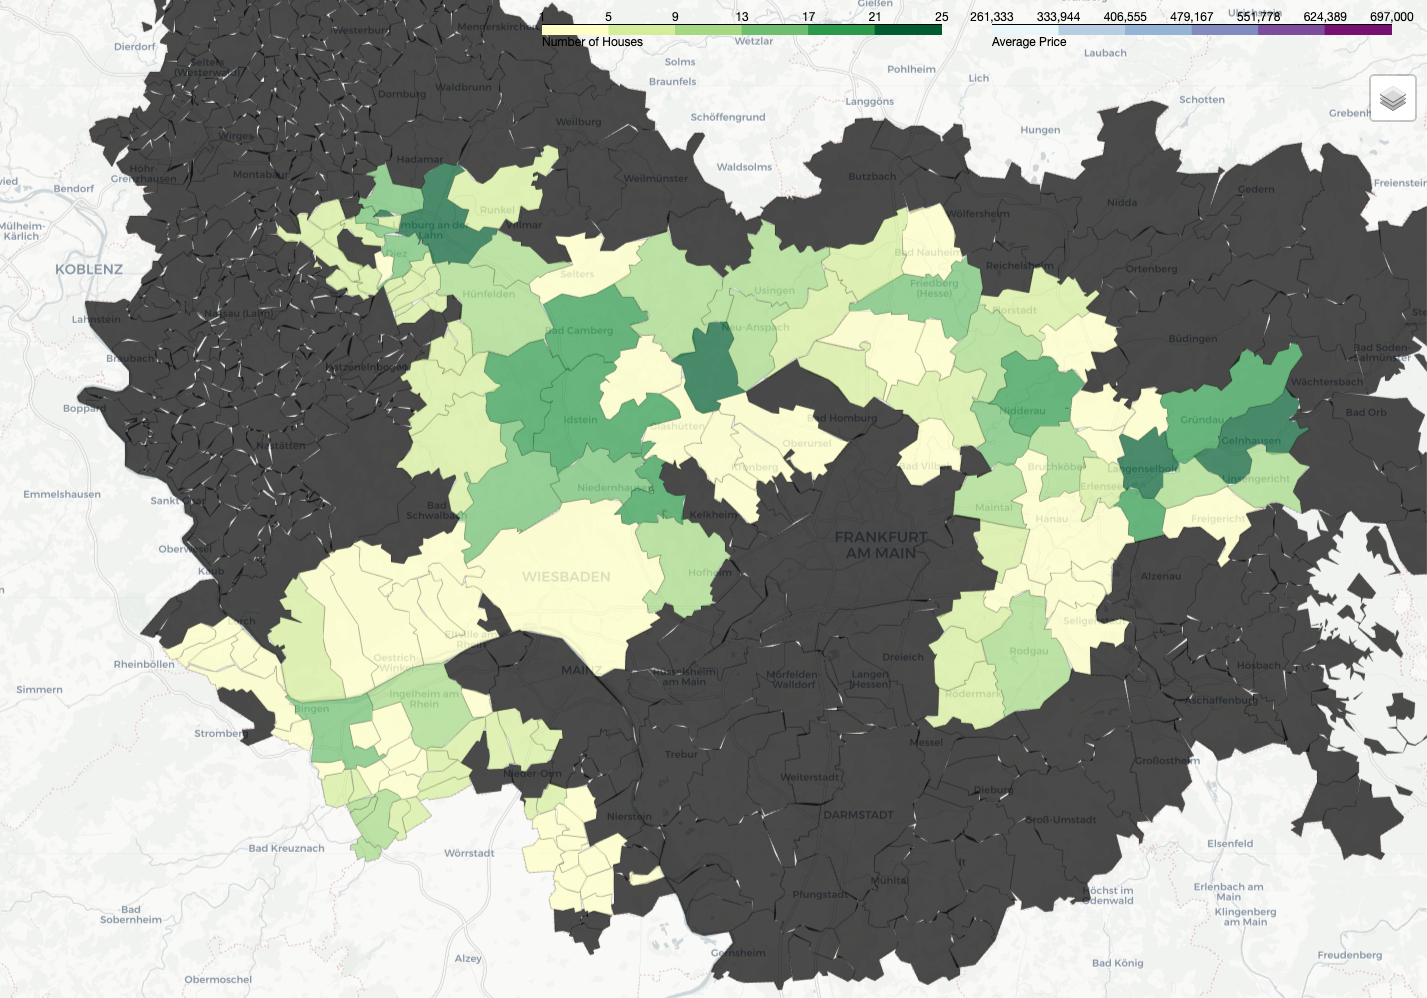 1 5 9 13 17 21 25
Number of Houses
261,333 333,944 406,555 479,167 551,778 624,389 697,000
Average Price
Gießen
Westerburg
Mengerskirchen
Dierdorf
Wetzlar
Laubach
Selters
(Westerwald)
Solms
Pohlheim
Braunfels
Lich
Waldbrunn
Dornburg
Langgöns
Schotten
Weilburg
Schöffengrund
Hungen
Grebenh
Wirges
Hadamar
Waldsolms
Höhr-
Grenzhausen
Montabaur
Weilmünster
Butzbach
Freienstein
Bendorf
Gedern
Nidda
Runkel
Wölfersheim
Mülheim-
Kärlich
Limburg an der
Lahn
Villmar
Diez
Bad Nauheim
KOBLENZ
Selters
Reichelsheim
Ortenberg
Hünfelden
Usingen
Friedberg
(Hesse)
Lahnstein
Nassau (Lahn)
Florstadt
Bad Camberg
Neu-Anspach
Büdingen
Braubach
Bad Soden-
Salmünster
Katzenelnbogen
Wächtersbach
Boppard
Nidderau
Bad Orb
Idstein
Bad Homburg
Gründau
Glashütten
Oberursel
Nastätten
Gelnhausen
Kronberg
Bad Vilbel
Bruchköbel
Langenselbold
Linsengericht
Emmelshausen
Niedernhausen
Erlensee
Sankt Goar
Bad
Schwalbach
Kelkheim
Maintal
Hanau
Freigericht
FRANKFURT
AM MAIN
Oberwesel
Kaub
WIESBADEN
Hofheim
Alzenau
Lorch
Eltville am
Rhein
Seligenstadt
Rheinböllen
Oestrich-
Winkel
MAINZ
Dreieich
Rodgau
Hösbach
Rüsselsheim
am Main
Mörfelden-
Walldorf
Langen
(Hessen)
Simmern
Ingelheim am
Rhein
Rödermark
Aschaffenburg
Bingen
Stromberg
Messel
Trebur
Großostheim
Nieder-Olm
Weiterstadt
Dieburg
Nierstein
DARMSTADT
Groß-Umstadt
Bad Kreuznach
Wörrstadt
Elsenfeld
Mühltal
Pfungstadt
Höchst im
Odenwald
Erlenbach am
Main
Bad
Sobernheim
Klingenberg
am Main
Gernsheim
Alzey
Freudenberg
Bad König
Obermoschel